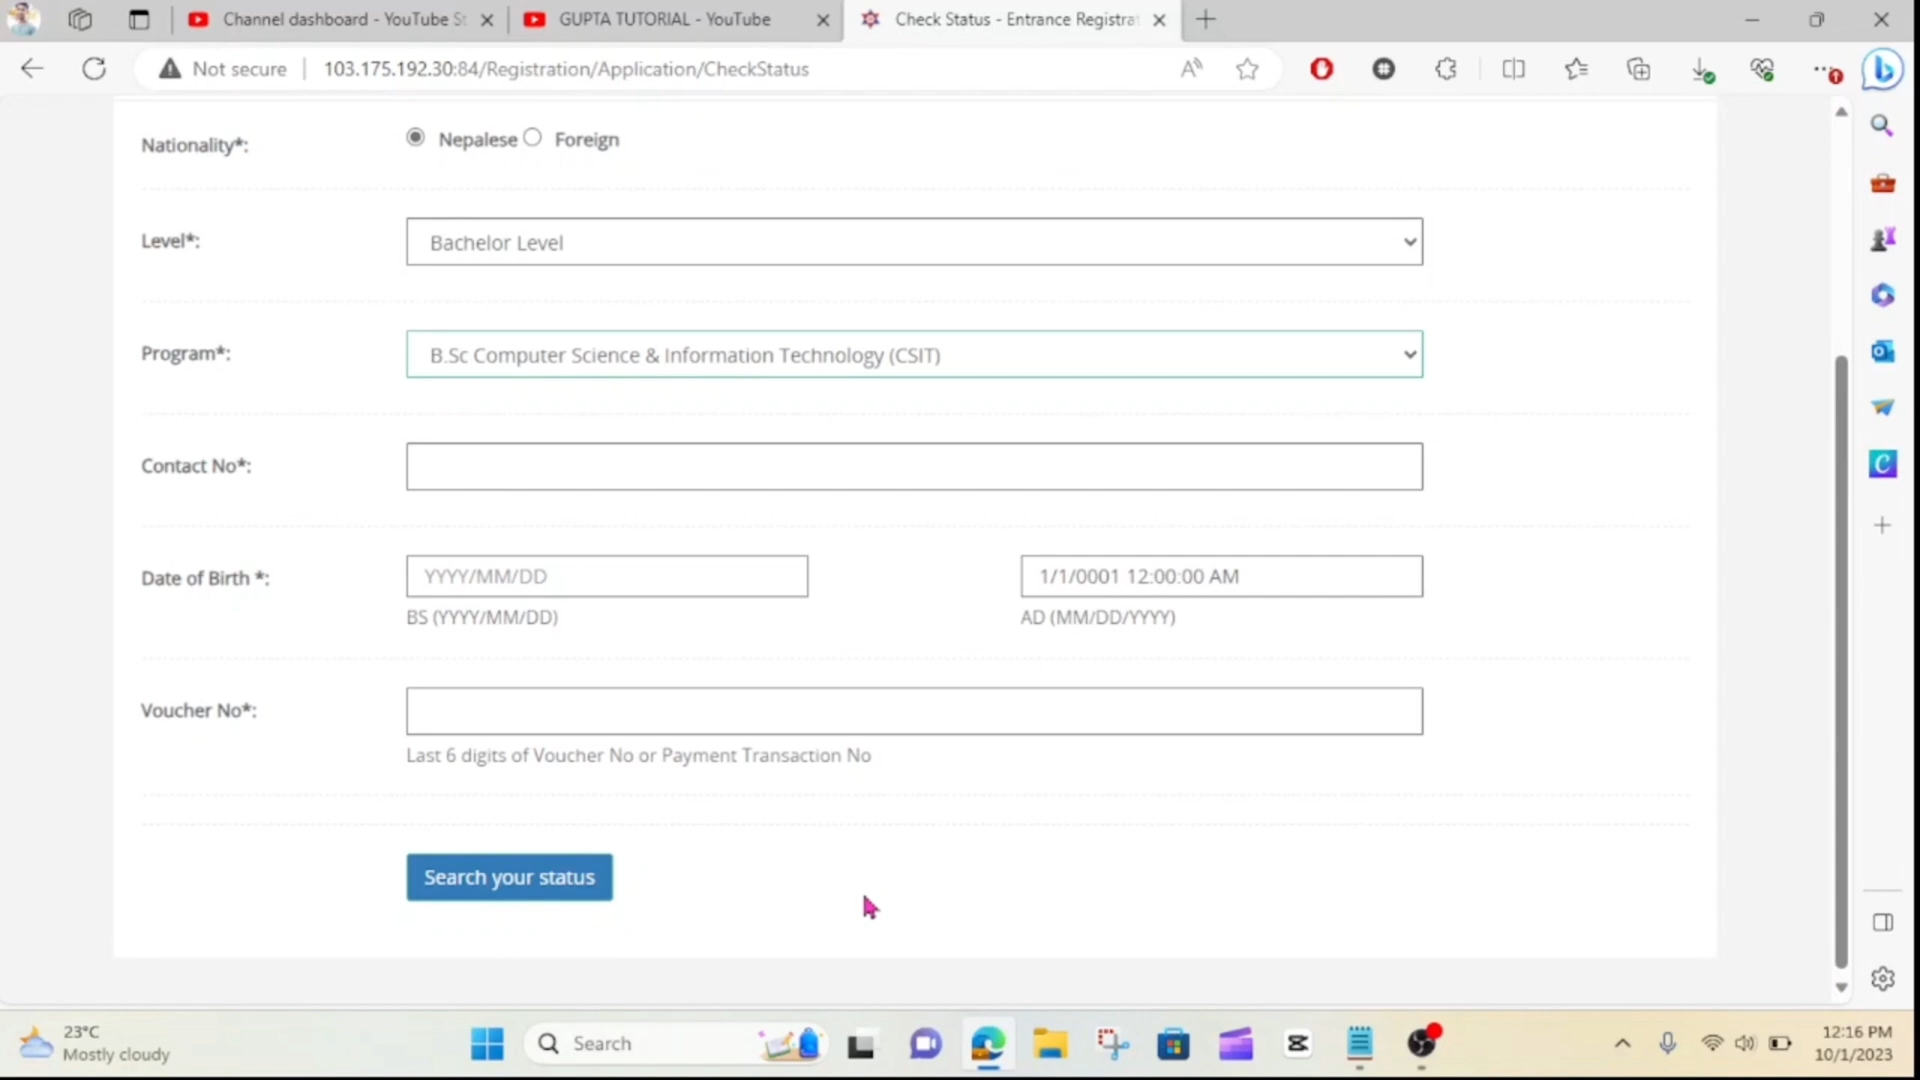 Channel dashboard - YouTube St
GUPTA TUTORIAL - YouTube
Check Status - Entrance Registrat
Not secure
103.175.192.30:84/Registration/Application/CheckStatus
Nationality*:
Nepalese
Foreign
Level*:
Bachelor Level
Program*:
B.Sc Computer Science & Information Technology (CSIT)
Contact No*:
Date of Birth *:
YYYY/MM/DD
1/1/0001 12:00:00 AM
BS (YYYY/MM/DD)
AD (MM/DD/YYYY)
Voucher No*:
Last 6 digits of Voucher No or Payment Transaction No
Search your status
23°C
Mostly cloudy
Search
12:16 PM
10/1/2023